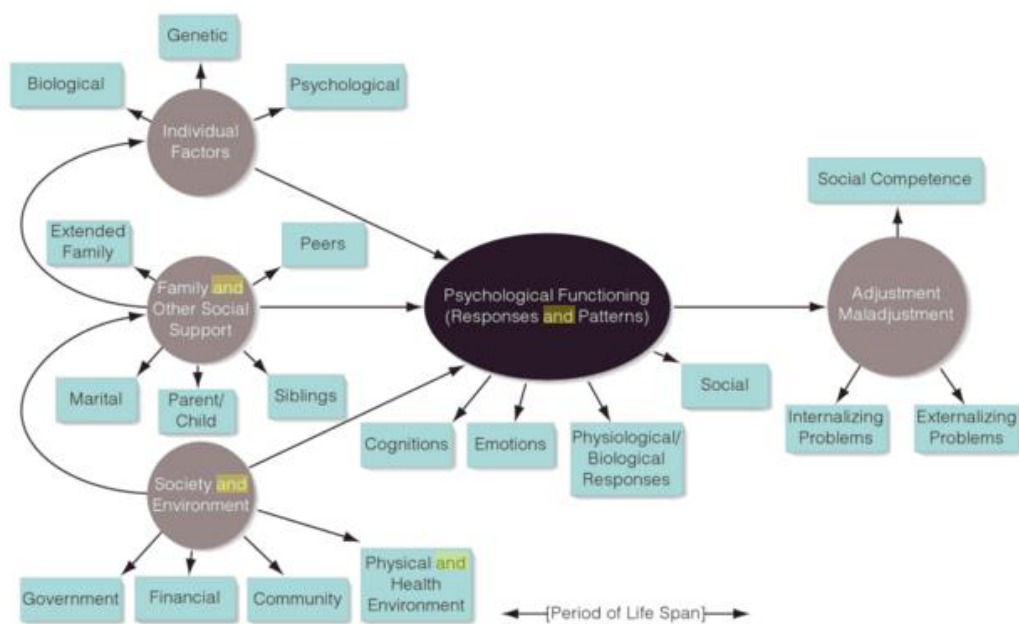 Genetic
Biological
Psychological
Individual
Factors
Social Competence
Extended
Family
Peers
Family and
Other Social
Support
Psychological Functioning
(Responses and Patterns)
Adjustment
Maladjustment
Marital
Parent/
Child
Siblings
Social
Cognitions
Emotions
Physiological/
Biological
Responses
Internalizing
Problems
Externalizing
Problems
Society and
Environment
Government
Financial
Community
Physical and
Health
Environment
[Period of Life Span]